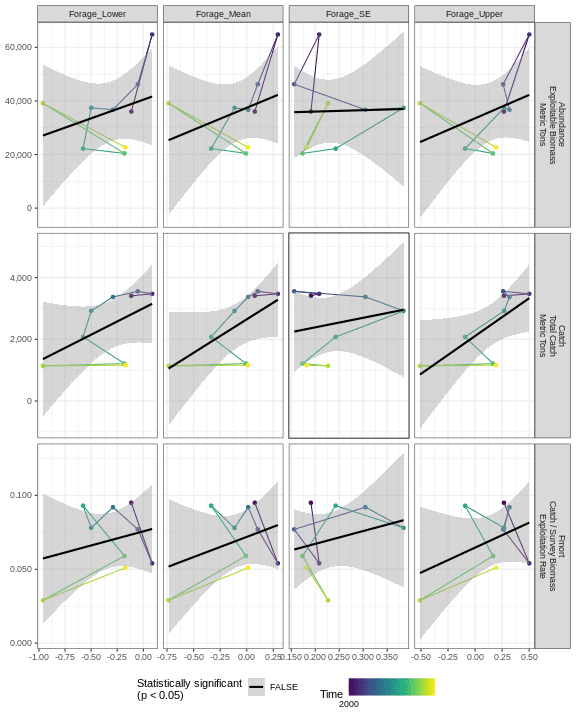 Forage_Lower Forage_Mean Forage_SE Forage_Upper
60,000
40,000
20,000
0
Abundance
Exploitable Biomass
Metric Tons
4,000
2,000
0
Catch
Total Catch
Metric Tons
0.100
0.050
0.000
Fmort
Catch / Survey Biomass
Exploitation Rate
-1.00 -0.75 -0.50 -0.25 0.00 -0.75 -0.50 -0.25 0.00 0.25 0.150 0.200 0.250 0.300 0.350 -0.50 -0.25 0.00 0.25 0.50
Statistically significant
(p < 0.05)
FALSE
Time
2000